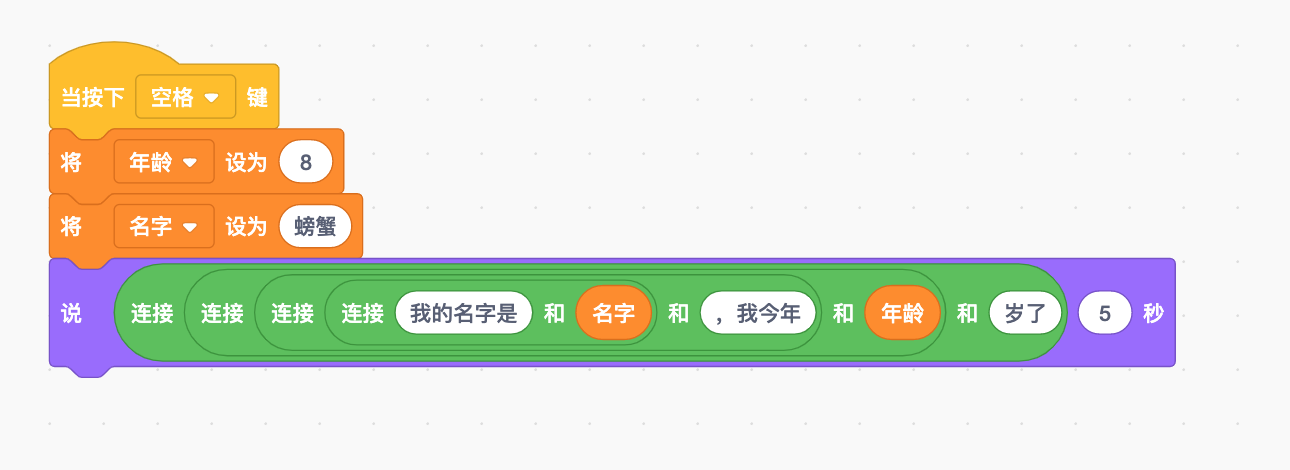 当按下 空格 键
将 年龄 设为 8
将 名字 设为 螃蟹
说 连接 连接 连接 连接 我的名字是 和 名字 和 ，我今年 和 年龄 和 岁了 5 秒